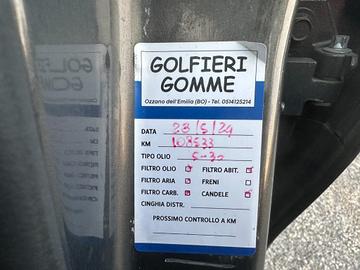 GOLFIERI
GOMME
Ozzano dell'Emilia (BO) - Tel. 0514125214
DATA 23/5/24
KM 108533
TIPO OLIO 5-30
FILTRO OLIO FILTRO ABIT.
FILTRO ARIA FRENI
FILTRO CARB. CANDELE
CINGHIA DISTR.
PROSSIMO CONTROLLO A KM